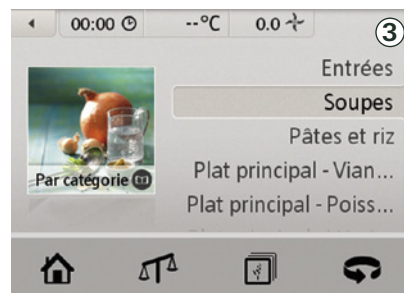 00:00 --°C 0.0 3
Entrées
Soupes
Pâtes et riz
Par catégorie
Plat principal - Vian...
Plat principal - Poiss...